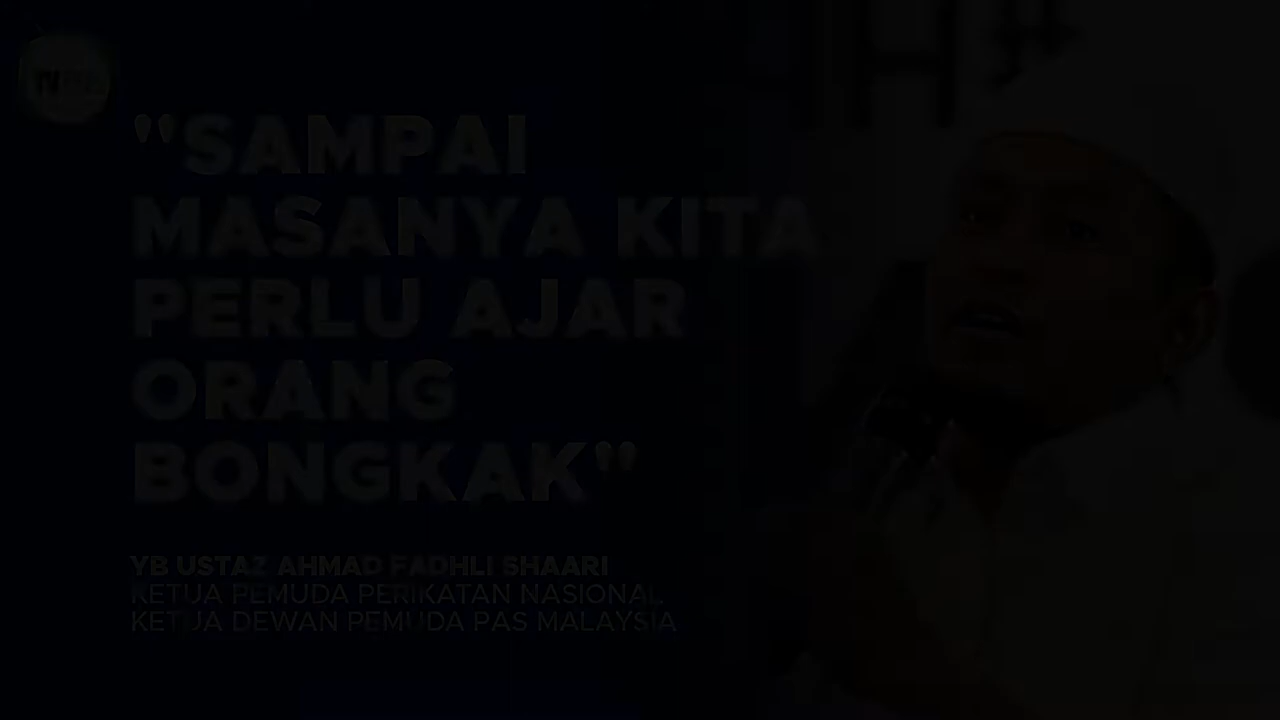 "SAMPAI
MASANYA KITA
PERLU AJAR
ORANG
BONGKAK"
YB USTAZ AHMAD FADHLI SHAARI
KETUA PEMUDA PERIKATAN NASIONAL
KETUA DEWAN PEMUDA PAS MALAYSIA